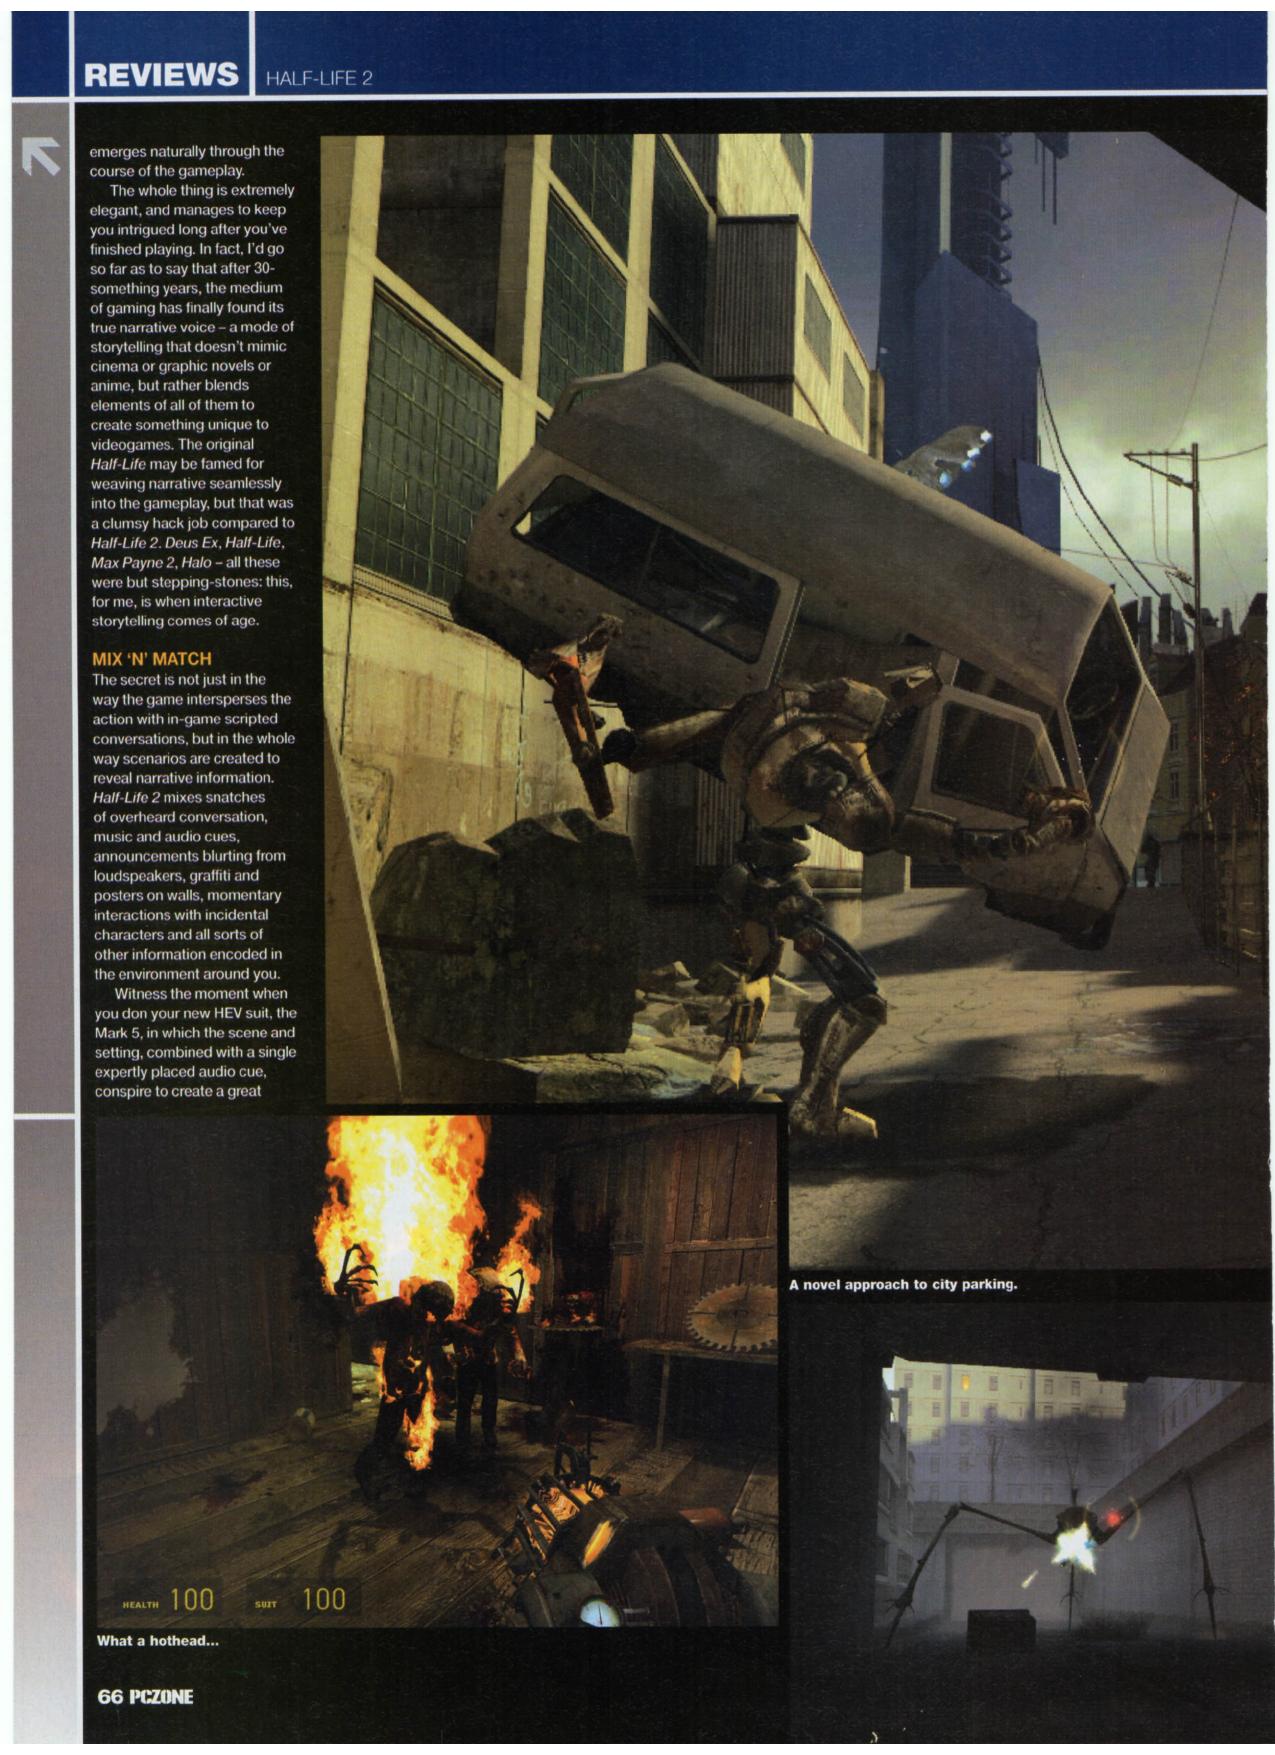 REVIEWS
HALF-LIFE 2
emerges naturally through the
course of the gameplay.
The whole thing is extremely
elegant, and manages to keep
you intrigued long after you've
finished playing. In fact, I'd go
so far as to say that after 30-
something years, the medium
of gaming has finally found its
true narrative voice – a mode of
storytelling that doesn't mimic
cinema or graphic novels or
anime, but rather blends
elements of all of them to
create something unique to
videogames. The original
Half-Life may be famed for
weaving narrative seamlessly
into the gameplay, but that was
a clumsy hack job compared to
Half-Life 2. Deus Ex, Half-Life,
Max Payne 2, Halo – all these
were but stepping-stones: this,
for me, is when interactive
storytelling comes of age.
MIX 'N' MATCH
The secret is not just in the
way the game intersperses the
action with in-game scripted
conversations, but in the whole
way scenarios are created to
reveal narrative information.
Half-Life 2 mixes snatches
of overheard conversation,
music and audio cues,
announcements blurting from
loudspeakers, graffiti and
posters on walls, momentary
interactions with incidental
characters and all sorts of
other information encoded in
the environment around you.
Witness the moment when
you don your new HEV suit, the
Mark 5, in which the scene and
setting, combined with a single
expertly placed audio cue,
conspire to create a great
A novel approach to city parking.
HEALTH 100 SUIT 100
What a hothead...
66 PCZONE